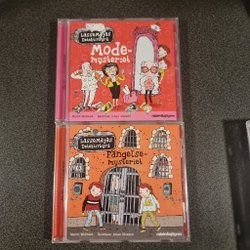 LasseMajas
Detektivbyrå
Mode-
mysteriet
LasseMajas
Detektivbyrå
Fängelse-
mysteriet